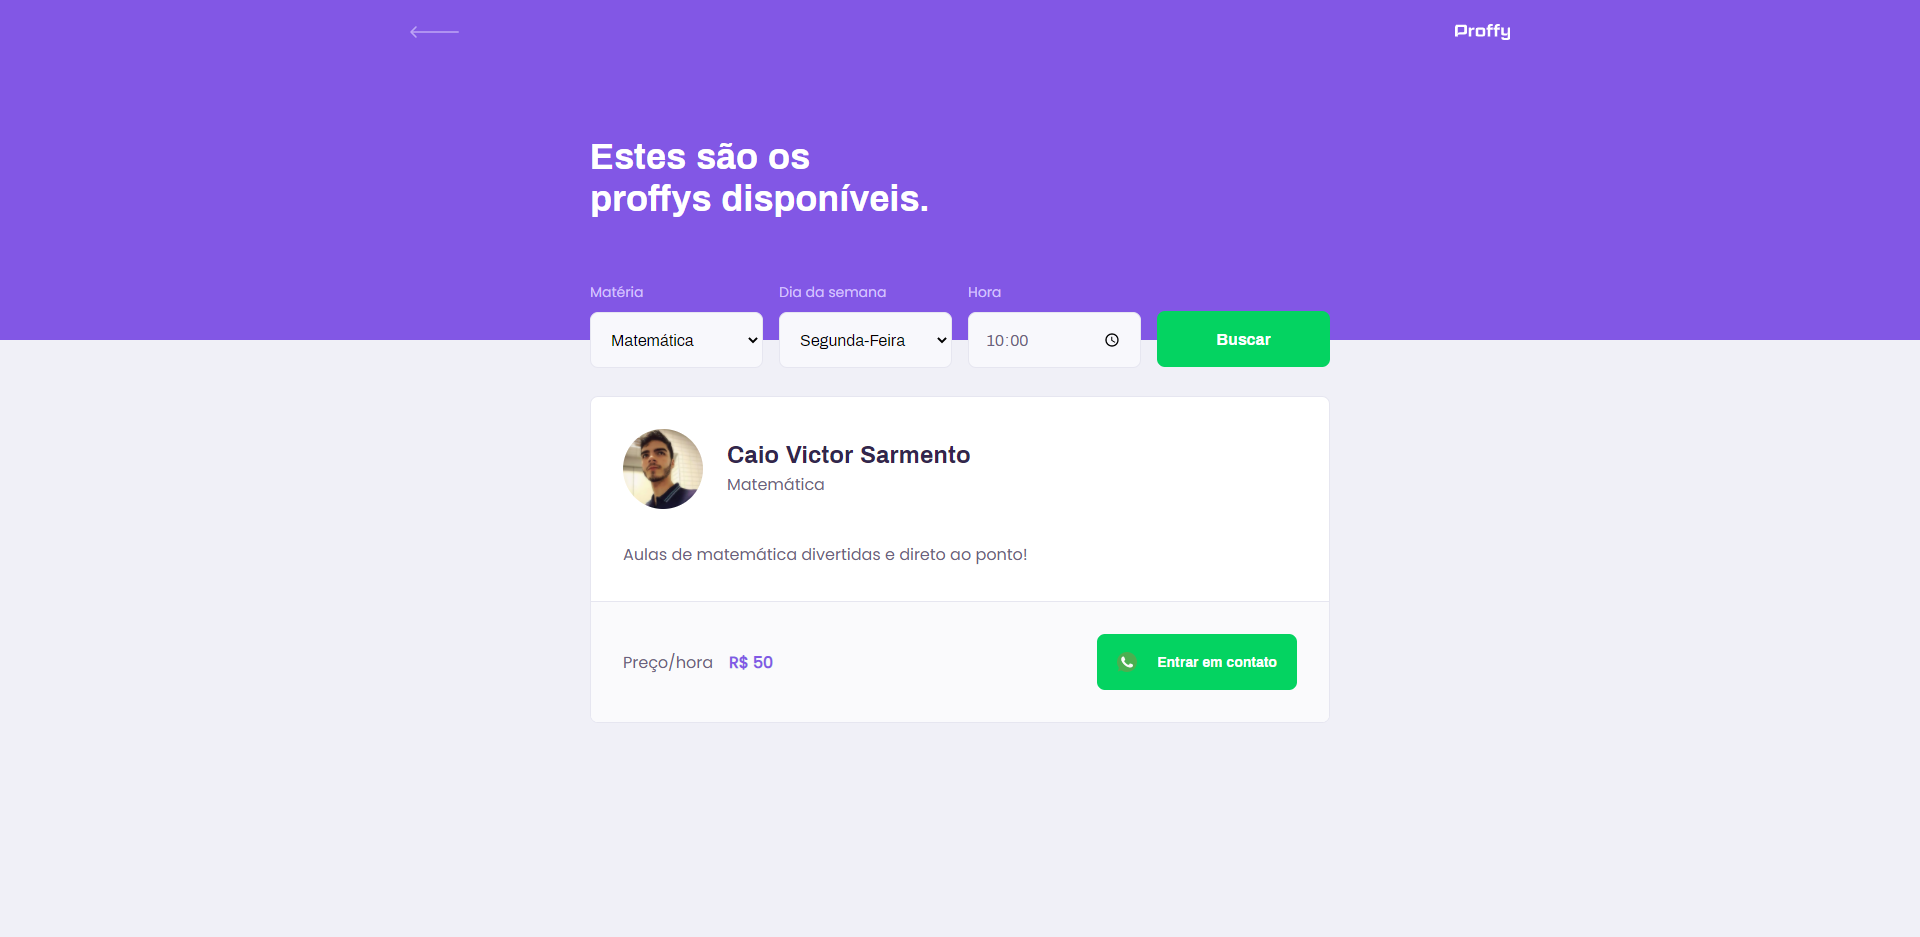 Proffy
Estes são os
proffys disponíveis.
Matéria
Dia da semana
Hora
Matemática
Segunda-Feira
10:00
Buscar
Caio Victor Sarmento
Matemática
Aulas de matemática divertidas e direto ao ponto!
Preço/hora R$ 50
Entrar em contato